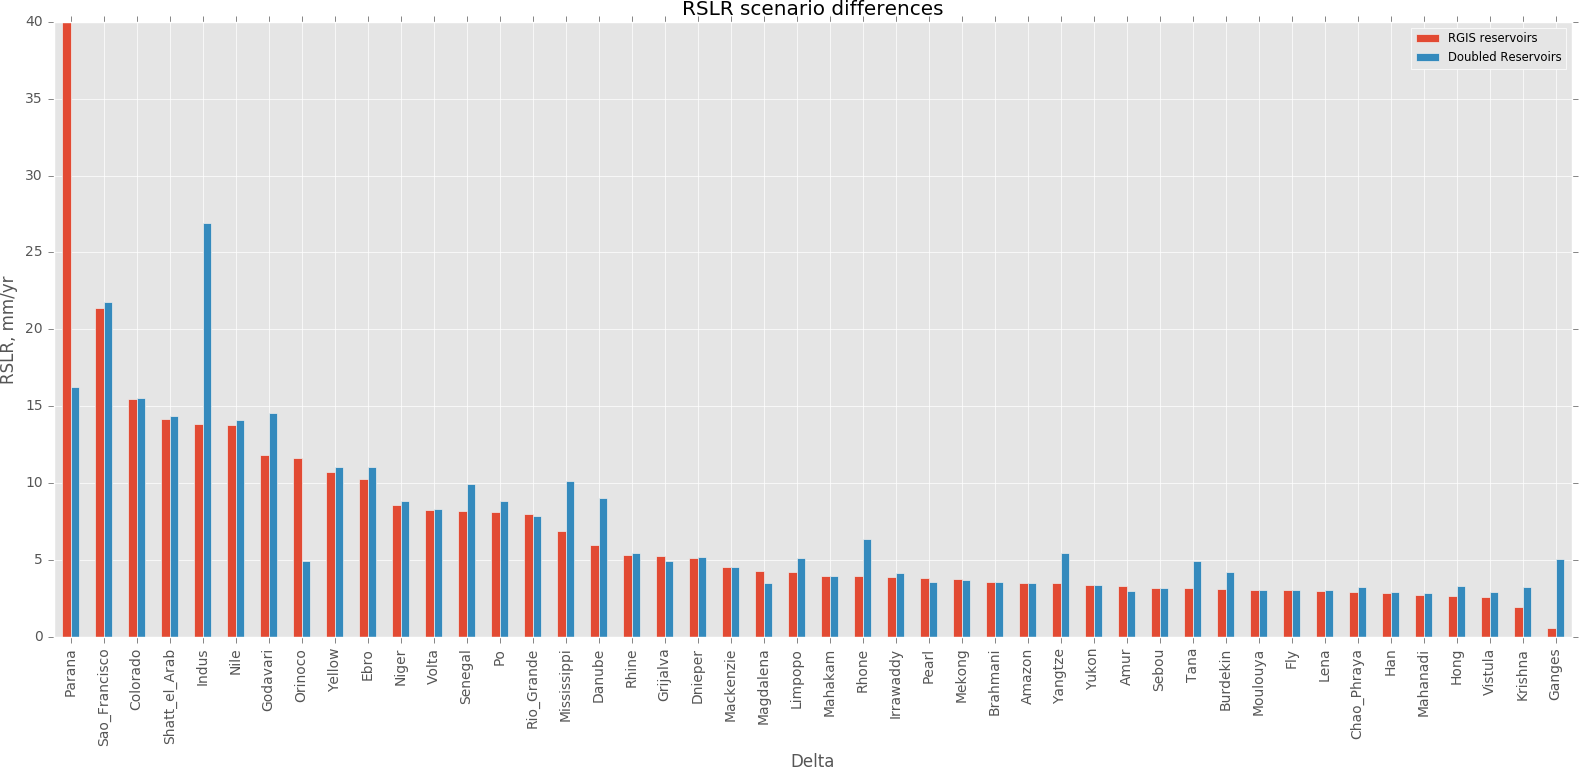 RSLR scenario differences
RGIS reservoirs
Doubled Reservoirs
RSLR, mm/yr
40
35
30
25
20
15
10
5
0
Parana
Sao_Francisco
Colorado
Shatt_el_Arab
Indus
Nile
Godavari
Orinoco
Yellow
Ebro
Niger
Volta
Senegal
Po
Rio_Grande
Mississippi
Danube
Rhine
Grijalva
Dnieper
Mackenzie
Magdalena
Limpopo
Mahakam
Rhone
Irrawaddy
Pearl
Mekong
Brahmani
Amazon
Yangtze
Yukon
Amur
Sebou
Tana
Burdekin
Moulouya
Fly
Lena
Chao_Phraya
Han
Mahanadi
Hong
Vistula
Krishna
Ganges
Delta